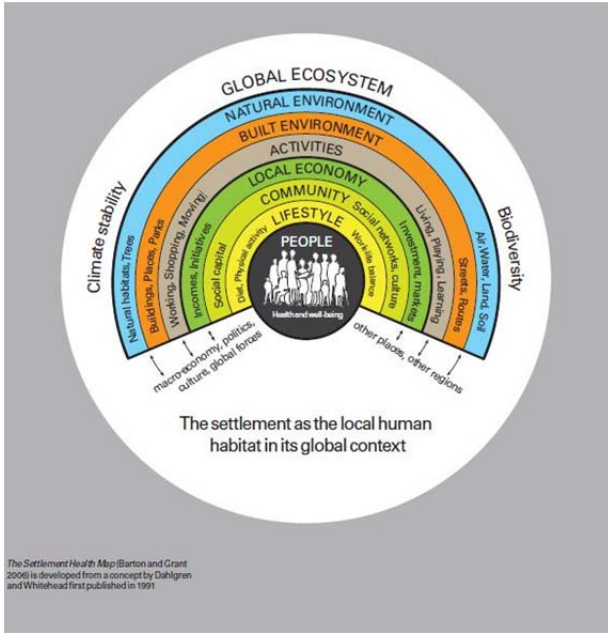 GLOBAL ECOSYSTEM
NATURAL ENVIRONMENT
BUILT ENVIRONMENT
ACTIVITIES
LOCAL ECONOMY
COMMUNITY
LIFESTYLE
PEOPLE
Health and well-being
Climate stability
Natural habitats, Trees
Buildings, Places, Parks
Working, Shopping, Moving,
Incomes, Initiatives
Social capital
Diet, Physical activity
Work-life balance
Social networks, culture
Investment, markets
Living, Playing, Learning
Streets, Routes
Air, Water, Land, Soil
Biodiversity
macro-economy, politics,
culture, global forces
other places, other regions
The settlement as the local human
habitat in its global context
The Settlement Health Map (Barton and Grant
2006) is developed from a concept by Dahlgren
and Whitehead first published in 1991